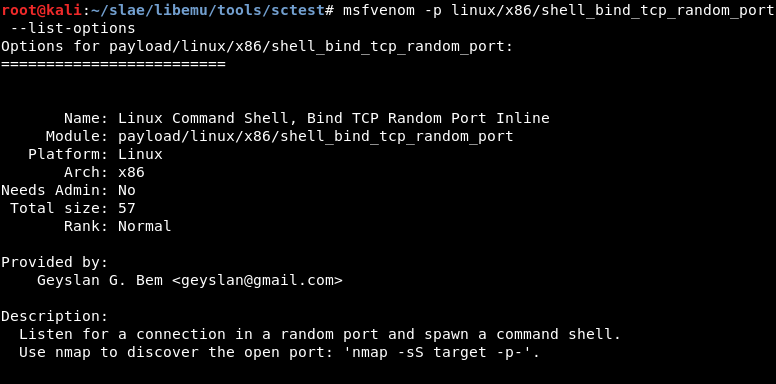 root@kali:~/slae/libemu/tools/sctest# msfvenom -p linux/x86/shell_bind_tcp_random_port
 --list-options
Options for payload/linux/x86/shell_bind_tcp_random_port:
=========================
       Name: Linux Command Shell, Bind TCP Random Port Inline
     Module: payload/linux/x86/shell_bind_tcp_random_port
   Platform: Linux
       Arch: x86
Needs Admin: No
 Total size: 57
       Rank: Normal
Provided by:
    Geyslan G. Bem <geyslan@gmail.com>
Description:
  Listen for a connection in a random port and spawn a command shell.
  Use nmap to discover the open port: 'nmap -sS target -p-'.